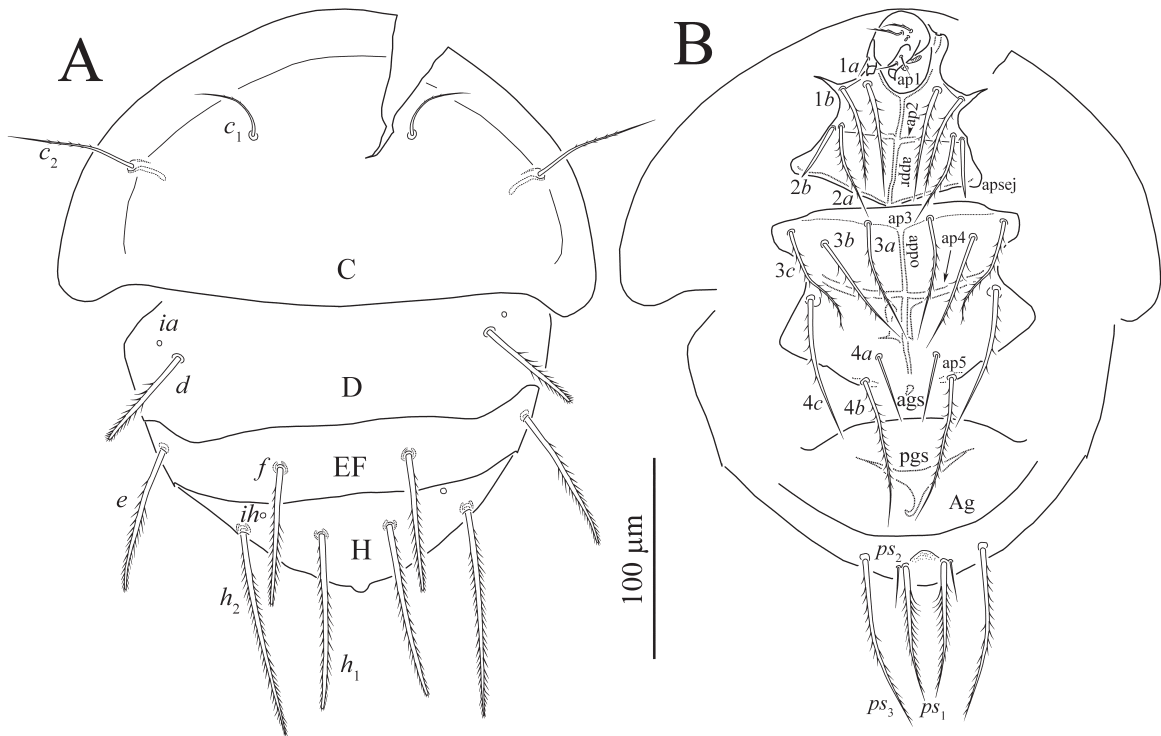 A
c₁
c₂
C
ia
d
D
f
EF
e
ih
H
h₂
h₁
100 μm
B
1a
ap1
1b
ap2
appr
2b
2a
apsej
ap3
3b
3a
appo
ap4
3c
4a
ap5
4c
4b
ags
pgs
Ag
ps₂
ps₃
ps₁